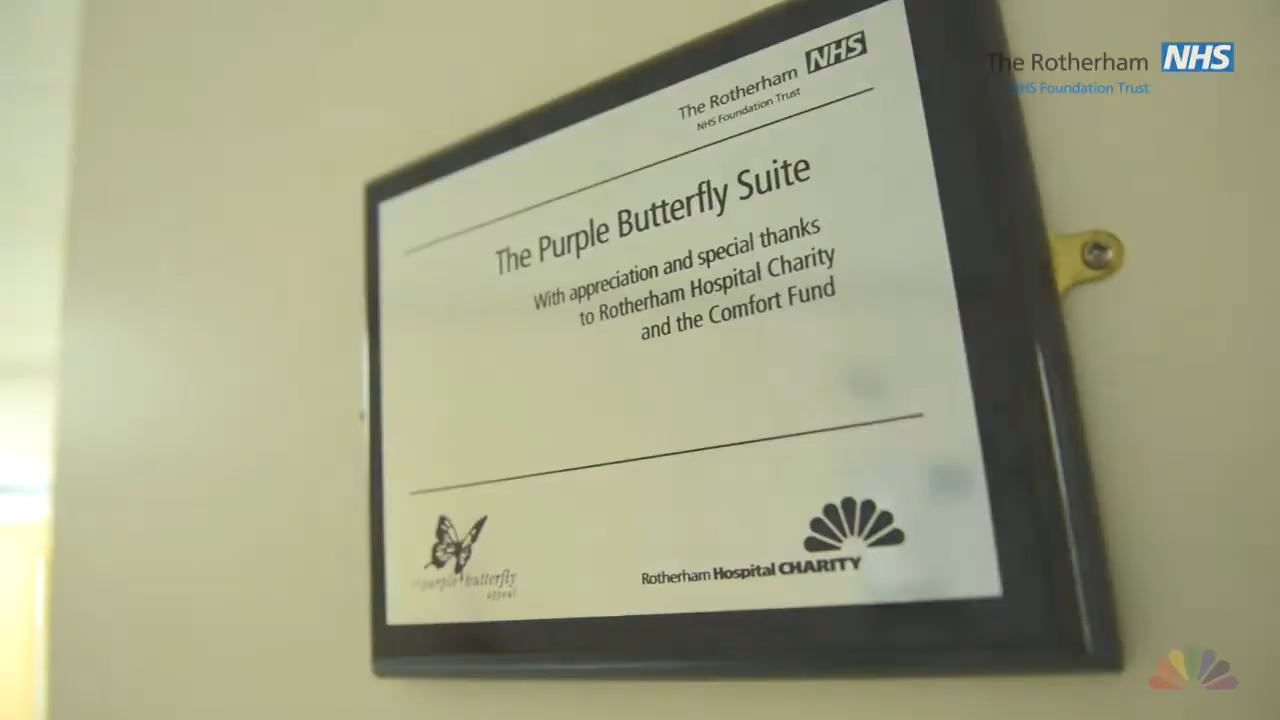 The Rotherham NHS
NHS Foundation Trust
The Rotherham NHS
NHS Foundation Trust
The Purple Butterfly Suite
With appreciation and special thanks
to Rotherham Hospital Charity
and the Comfort Fund
purple butterfly
appeal
Rotherham Hospital CHARITY